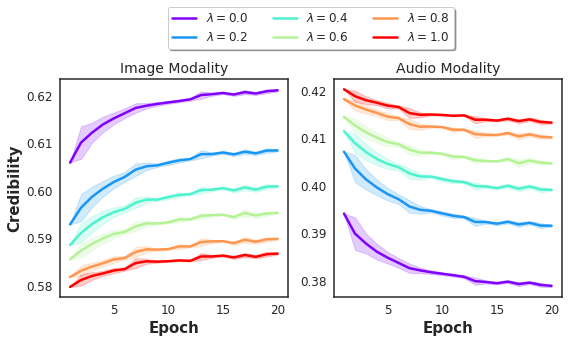 λ = 0.0 λ = 0.4 λ = 0.8
λ = 0.2 λ = 0.6 λ = 1.0
Image Modality Audio Modality
0.62
0.61
0.60
0.59
0.58
Credibility
5 10 15 20
Epoch
0.42
0.41
0.40
0.39
0.38
5 10 15 20
Epoch